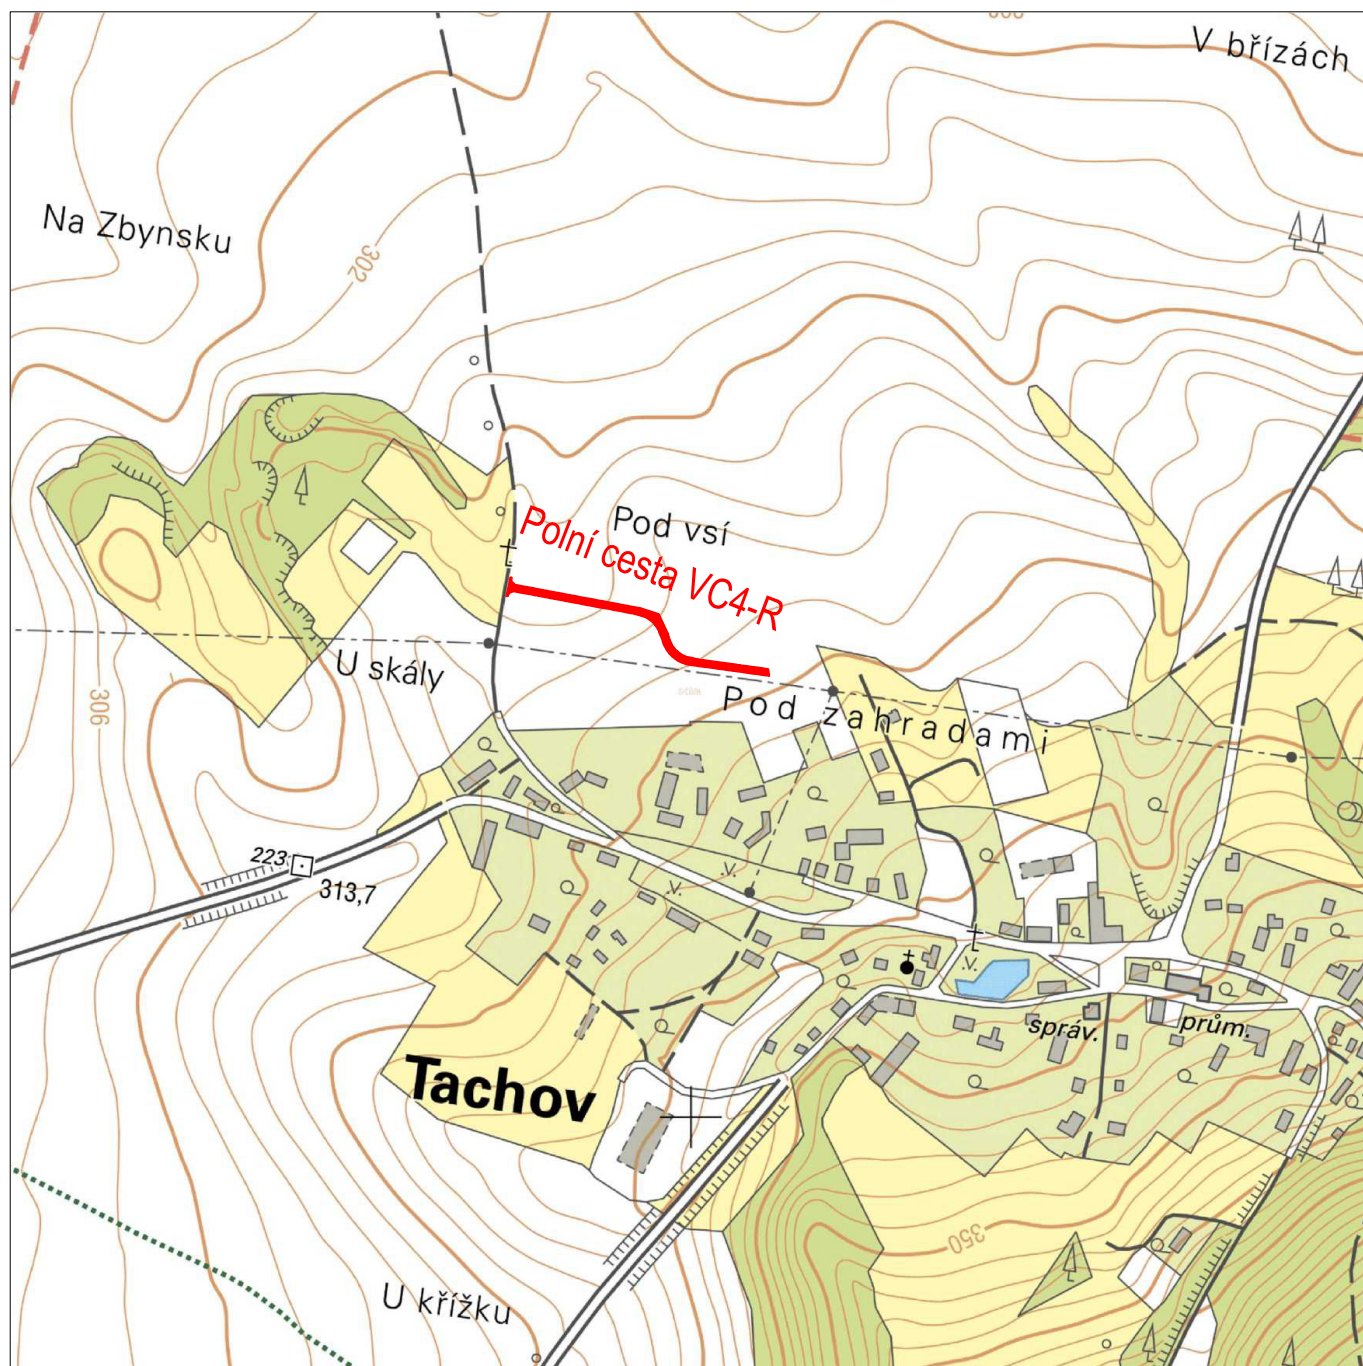 V břízách
Na Zbynsku
302
Pod vsí
Polní cesta VC4-R
U skály
306
Pod zahradami
223
313,7
správ.
prům.
Tachov
350
U křížku